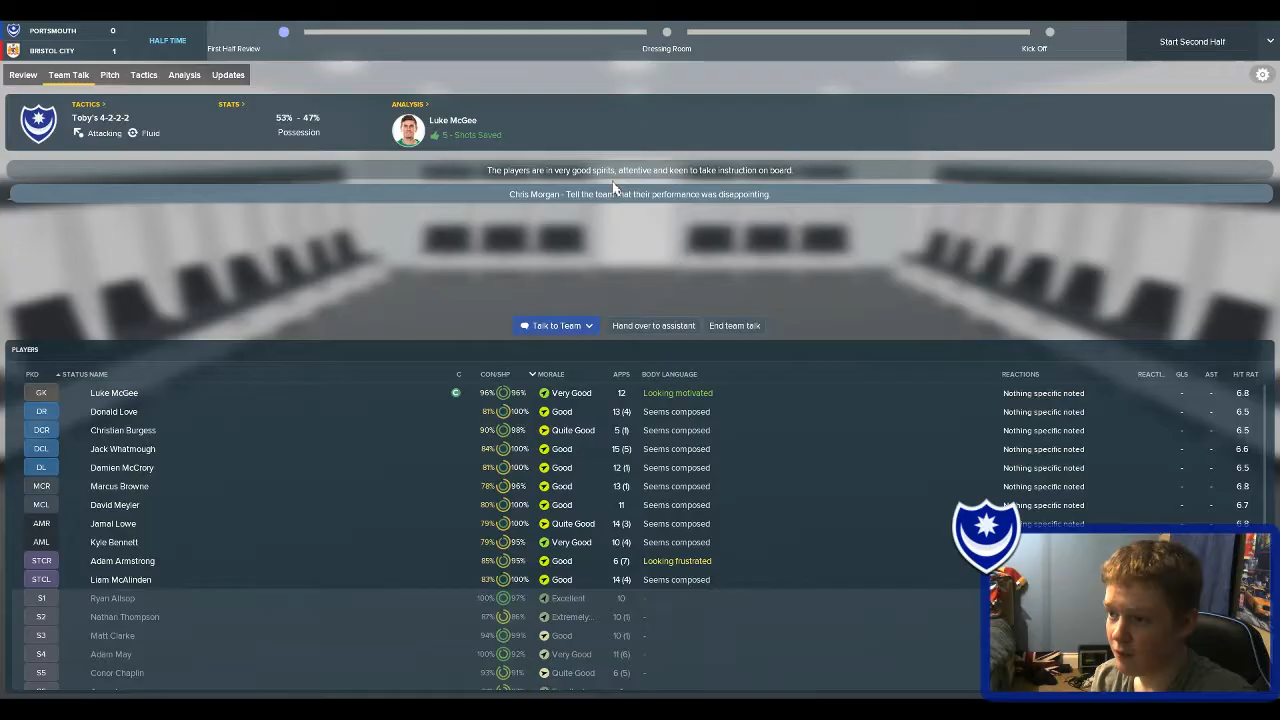 PORTSMOUTH 0
BRISTOL CITY 1
HALF TIME
First Half Review
Dressing Room
Kick Off
Start Second Half
Review Team Talk Pitch Tactics Analysis Updates
TACTICS >
Toby's 4-2-2-2
Attacking Fluid
STATS >
53% - 47%
Possession
ANALYSIS >
Luke McGee
5 - Shots Saved
The players are in very good spirits, attentive and keen to take instruction on board.
Chris Morgan - Tell the team that their performance was disappointing.
Talk to Team Hand over to assistant End team talk
PLAYERS
PKD STATUS NAME C CON/SHP MORALE APPS BODY LANGUAGE REACTIONS REACTI... GLS AST H/T RAT
GK Luke McGee C 96% 96% Very Good 12 Looking motivated Nothing specific noted - - 6.8
DR Donald Love 81% 100% Good 13 (4) Seems composed Nothing specific noted - - 6.5
DCR Christian Burgess 90% 98% Quite Good 5 (1) Seems composed Nothing specific noted - - 6.5
DCL Jack Whatmough 84% 100% Good 15 (5) Seems composed Nothing specific noted - - 6.6
DL Damien McCrory 81% 100% Good 12 (1) Seems composed Nothing specific noted - - 6.5
MCR Marcus Browne 78% 96% Good 13 (1) Seems composed Nothing specific noted - - 6.8
MCL David Meyler 80% 100% Good 11 Seems composed Nothing specific noted - - 6.7
AMR Jamal Lowe 79% 100% Quite Good 14 (3) Seems composed Nothing specific noted - -
AML Kyle Bennett 79% 95% Very Good 10 (4) Seems composed
STCR Adam Armstrong 85% 95% Good 6 (7) Looking frustrated
STCL Liam McAlinden 83% 100% Good 14 (4) Seems composed
S1 Ryan Allsop 100% 97% Excellent 10 -
S2 Nathan Thompson 67% 86% Extremely... 10 (1) -
S3 Matt Clarke 94% 99% Good 10 (1) -
S4 Adam May 100% 92% Very Good 11 (6) -
S5 Conor Chaplin 93% 91% Quite Good 6 (5) -